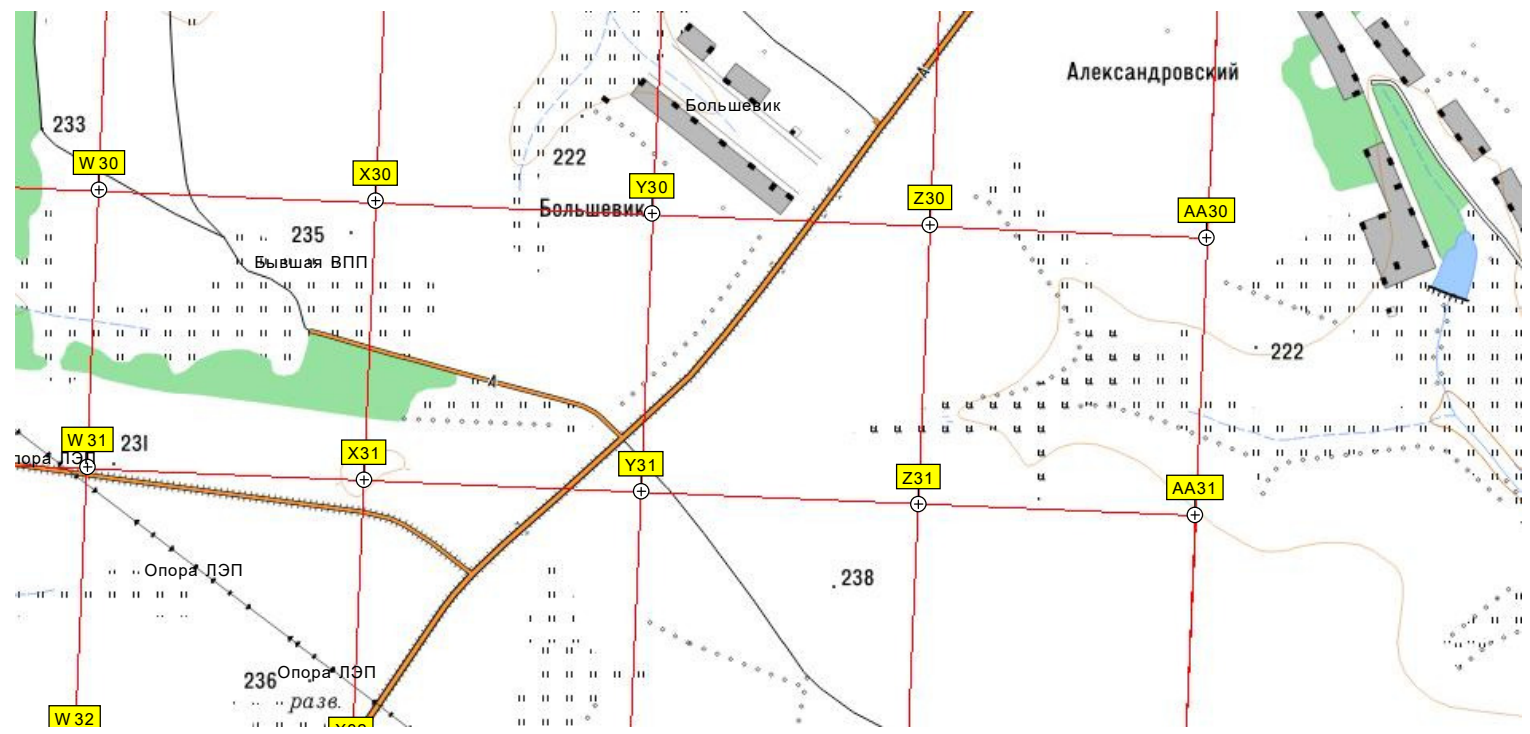 Александровский
Большевик
233
222
W 30
X30
Y30
Z30
AA30
Большевик
235
Бывшая ВПП
222
А
А
W 31
231
опора ЛЭП
X31
Y31
Z31
AA31
Опора ЛЭП
238
Опора ЛЭП
236
разв.
W 32